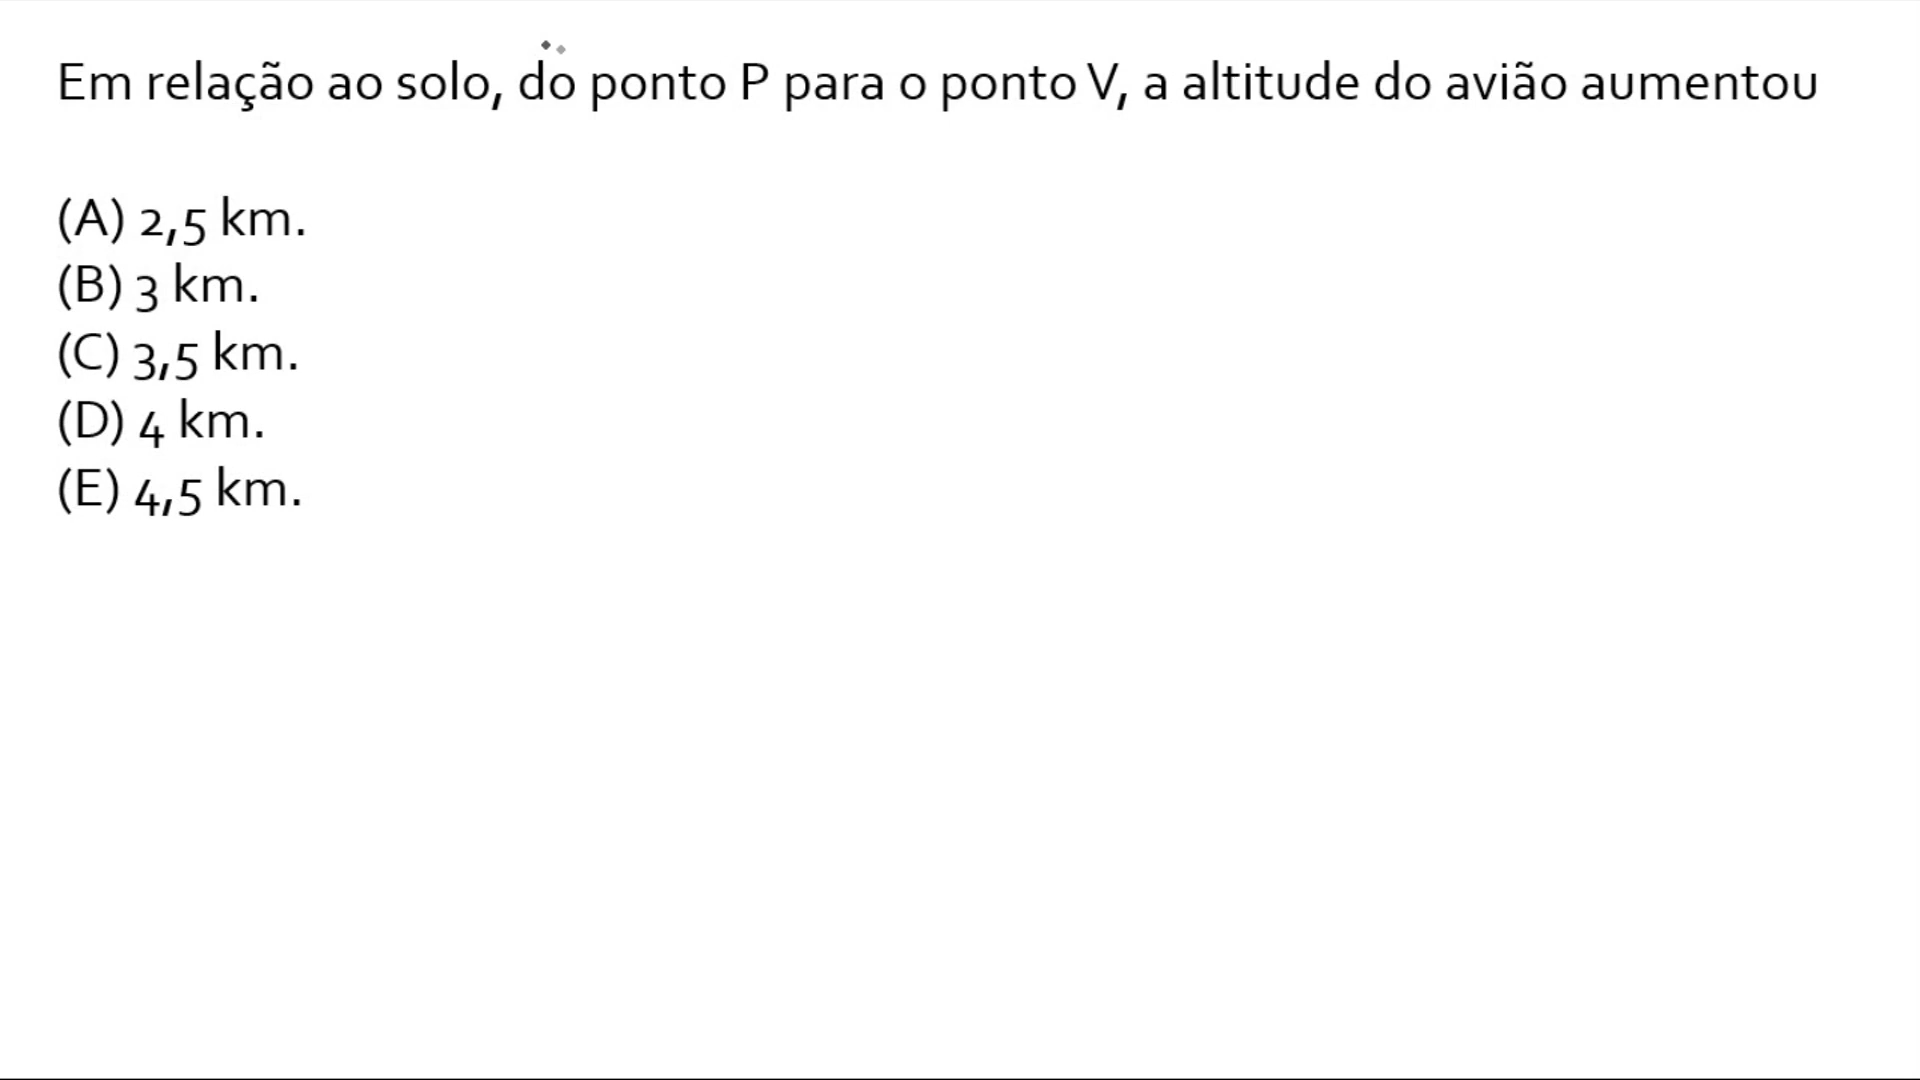 Em relação ao solo, do ponto P para o ponto V, a altitude do avião aumentou
(A) 2,5 km.
(B) 3 km.
(C) 3,5 km.
(D) 4 km.
(E) 4,5 km.